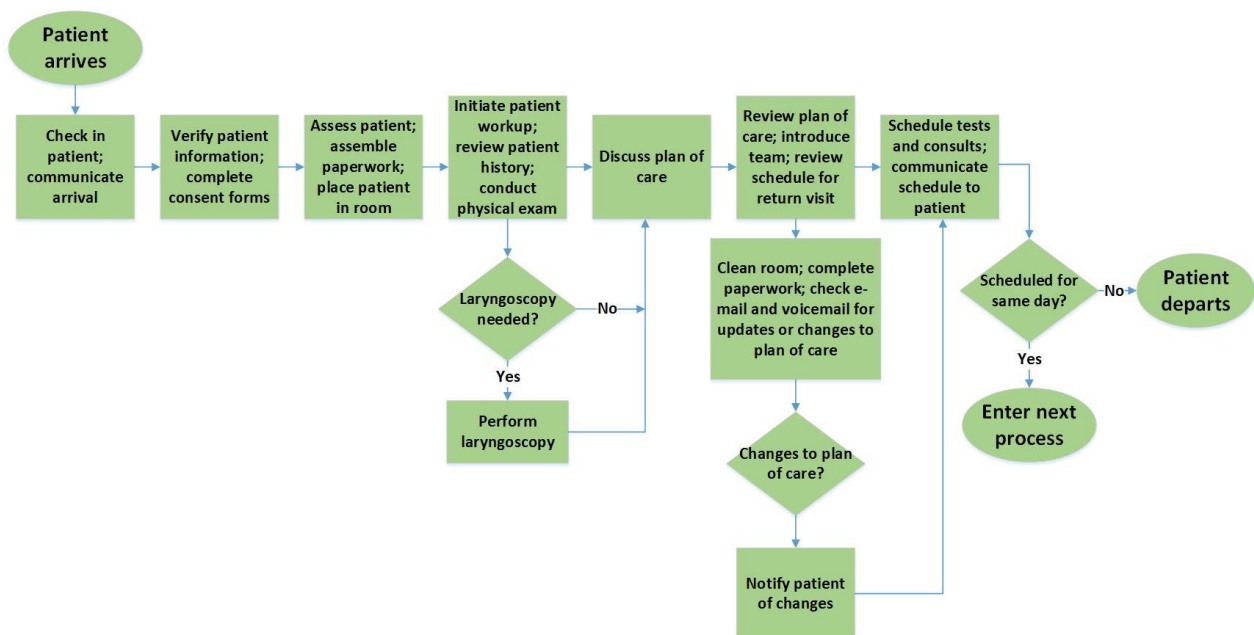 Patient
arrives
Check in
patient;
communicate
arrival
Verify patient
information;
complete
consent forms
Assess patient;
assemble
paperwork;
place patient
in room
Initiate patient
workup;
review patient
history;
conduct
physical exam
Discuss plan of
care
Review plan of
care; introduce
team; review
schedule for
return visit
Schedule tests
and consults;
communicate
schedule to
patient
Laryngoscopy
needed?
No
Yes
Perform
laryngoscopy
Clean room; complete
paperwork; check e-
mail and voicemail for
updates or changes to
plan of care
Changes to plan
of care?
Notify patient
of changes
Scheduled for
same day?
No
Patient
departs
Yes
Enter next
process